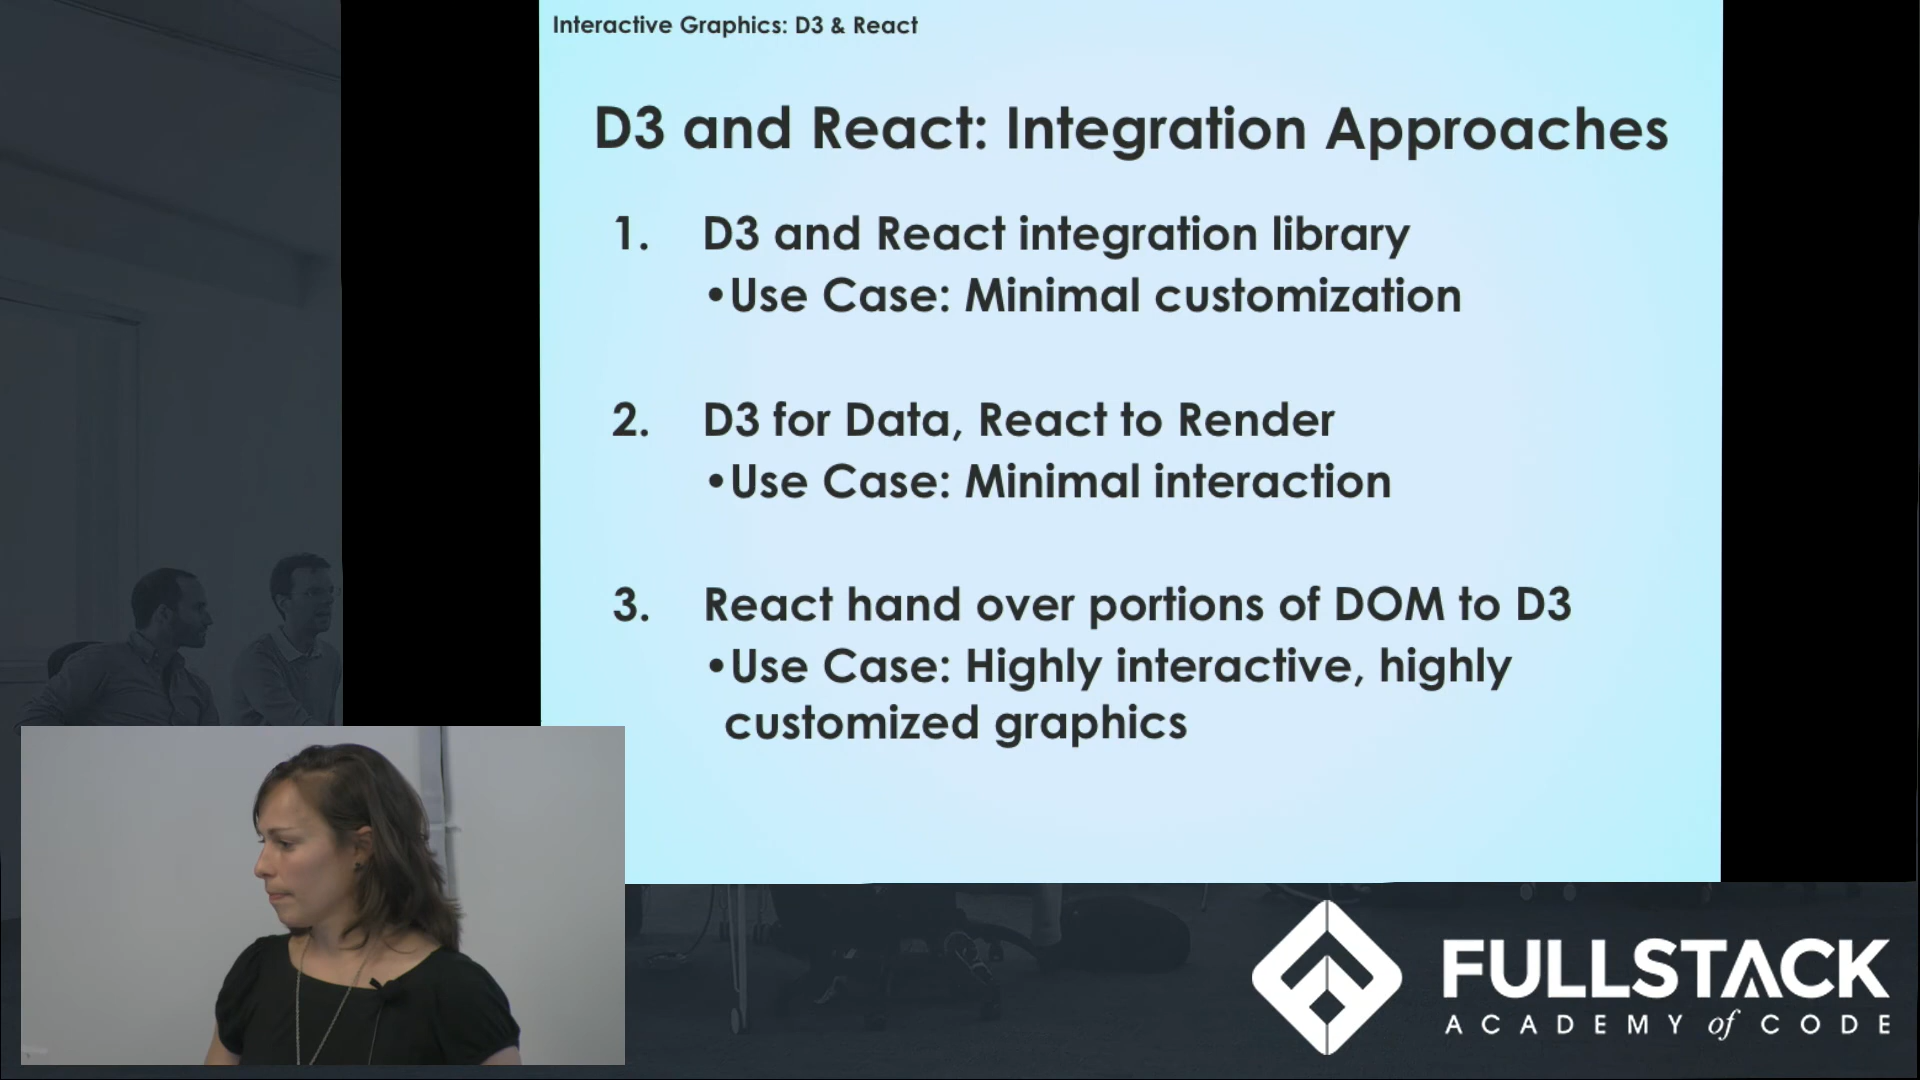 Interactive Graphics: D3 & React
D3 and React: Integration Approaches
1. D3 and React integration library
•Use Case: Minimal customization
2. D3 for Data, React to Render
•Use Case: Minimal interaction
3. React hand over portions of DOM to D3
•Use Case: Highly interactive, highly
customized graphics
FULLSTACK
ACADEMY of CODE